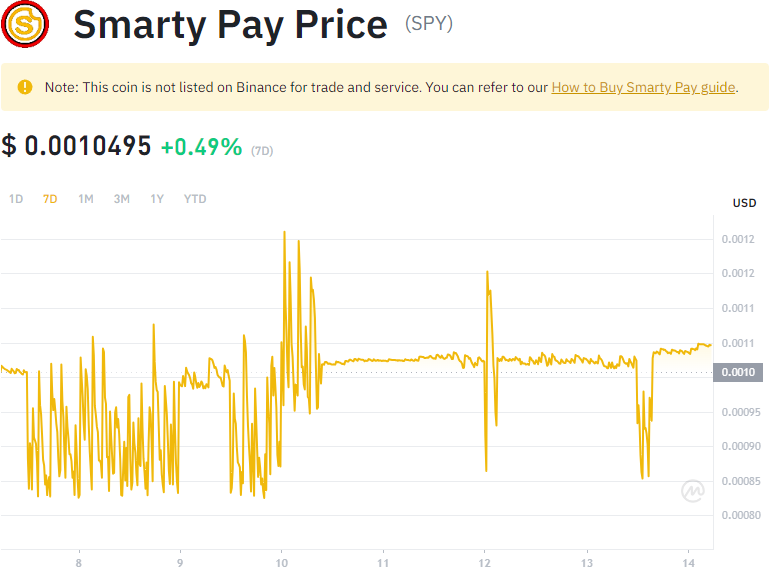 Smarty Pay Price (SPY)
Note: This coin is not listed on Binance for trade and service. You can refer to our How to Buy Smarty Pay guide.
$ 0.0010495 +0.49% (7D)
1D 7D 1M 3M 1Y YTD
USD
0.0012
0.0012
0.0011
0.0011
0.0010
0.00095
0.00090
0.00085
0.00080
8 9 10 11 12 13 14